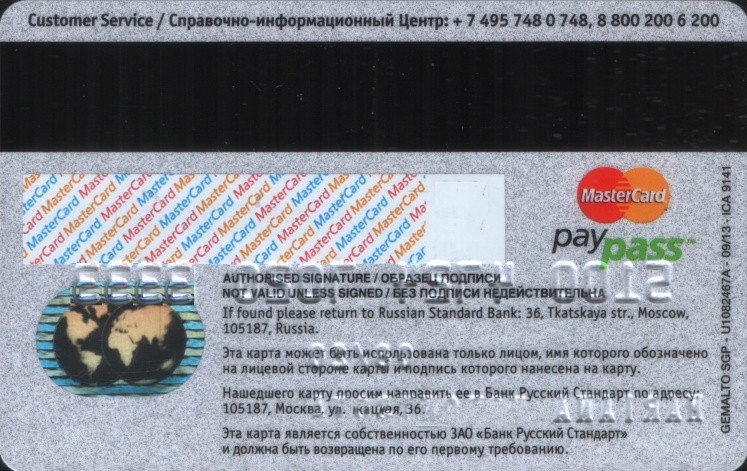 Customer Service / Справочно-информационный Центр: + 7 495 748 0 748, 8 800 200 6 200
MasterCard
MasterCard
pay pass™
AUTHORISED SIGNATURE / ОБРАЗЕЦ ПОДПИСИ
NOT VALID UNLESS SIGNED / БЕЗ ПОДПИСИ НЕДЕЙСТВИТЕЛЬНА
If found please return to Russian Standard Bank: 36, Tkatskaya str., Moscow,
105187, Russia.
Эта карта может быть использована только лицом, имя которого обозначено
на лицевой стороне карты и подпись которого нанесена на карту.
Нашедшего карту просим направить ее в Банк Русский Стандарт по адресу:
105187, Москва, ул. 36.
Эта карта является собственностью ЗАО «Банк Русский Стандарт»
и должна быть возвращена по его первому требованию.
GEMALTO SGP - U1082467A - 09/13 - ICA 9141